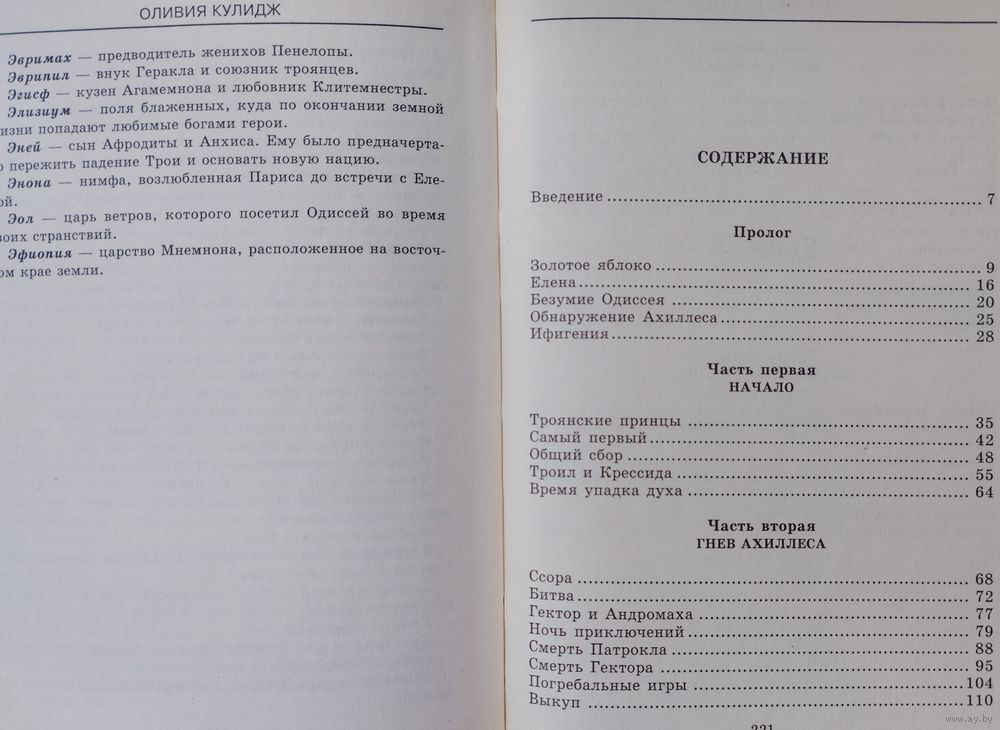 ОЛИВИЯ КУЛИДЖ
Эвримах — предводитель женихов Пенелопы.
Эврипил — внук Геракла и союзник троянцев.
Эгисф — кузен Агамемнона и любовник Клитемнестры.
Элизиум — поля блаженных, куда по окончании земной
изни попадают любимые богами герои.
Эней — сын Афродиты и Анхиса. Ему было предначерта-
о пережить падение Трои и основать новую нацию.
Энона — нимфа, возлюбленная Париса до встречи с Еле-
ой.
Эол — царь ветров, которого посетил Одиссей во время
воих странствий.
Эфиопия — царство Мнемнона, расположенное на восточ-
ом крае земли.
СОДЕРЖАНИЕ
Введение 7
Пролог
Золотое яблоко 9
Елена 16
Безумие Одиссея 20
Обнаружение Ахиллеса 25
Ифигения 28
Часть первая
НАЧАЛО
Троянские принцы 35
Самый первый 42
Общий сбор 48
Троил и Крессида 55
Время упадка духа 64
Часть вторая
ГНЕВ АХИЛЛЕСА
Ссора 68
Битва 72
Гектор и Андромаха 77
Ночь приключений 79
Смерть Патрокла 88
Смерть Гектора 95
Погребальные игры 104
Выкуп 110
www.ay.by